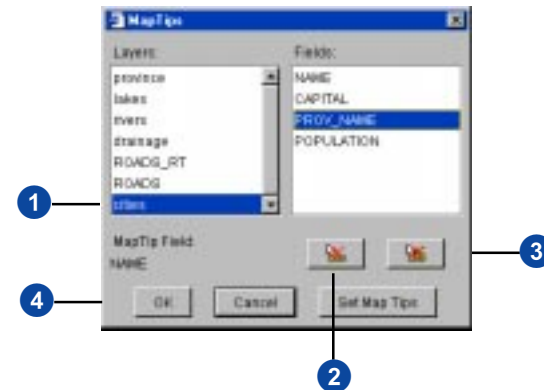 MapTips
Layers:
Fields:
province
lakes
rivers
drainage
ROADS_RT
ROADS
cities
NAME
CAPITAL
PROV_NAME
POPULATION
1
MapTip Field:
NAME
3
4
OK
Cancel
Set Map Tips
2